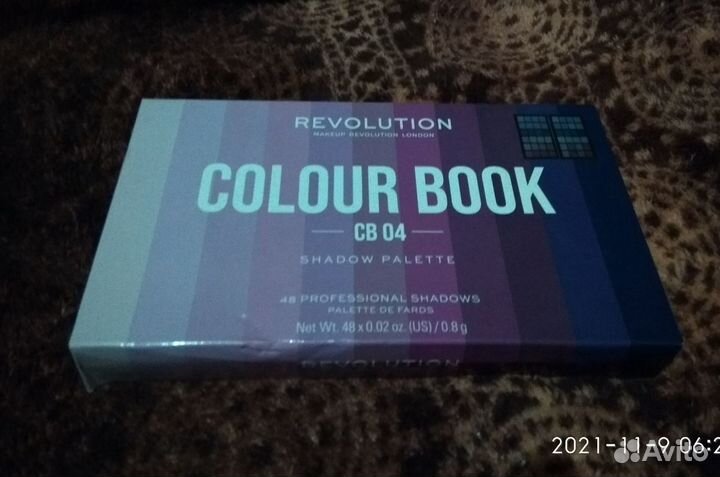 REVOLUTION
MAKEUP REVOLUTION LONDON
COLOUR BOOK
CB 04
SHADOW PALETTE
48 PROFESSIONAL SHADOWS
PALETTE DE FARDS
Net Wt. 48 x 0.02 oz. (US) / 0.8 g
REVOLUTION
2021-11-9 06:2
Avito